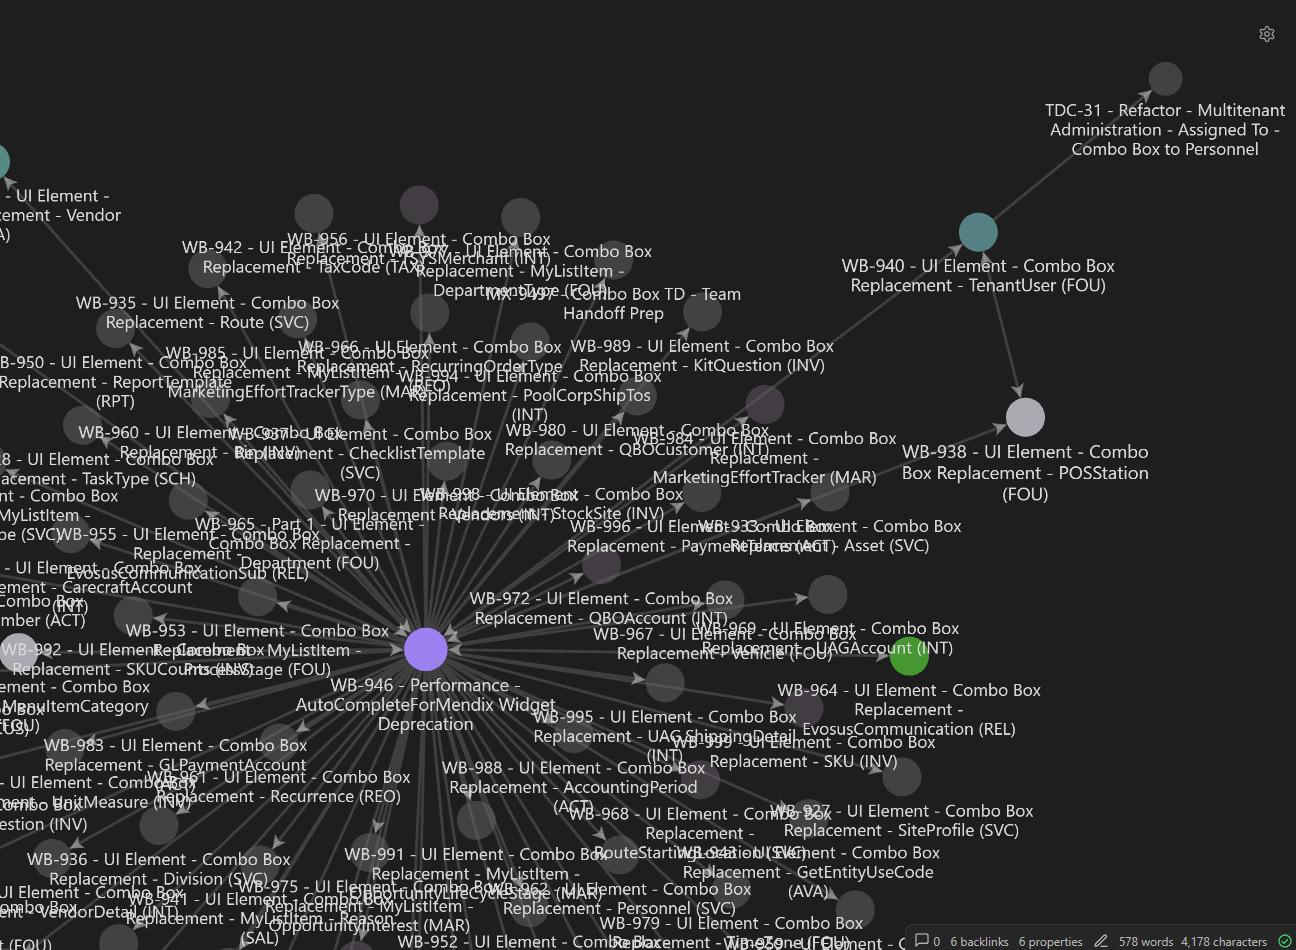 TDC-31 - Refactor - Multitenant
Administration - Assigned To -
Combo Box to Personnel
- UI Element -
cement - Vendor
A)
WB-940 - UI Element - Combo Box
Replacement - TenantUser (FOU)
WB-942 - UI Element - Combo Box
Replacement - TaxCode (TAX)
WB-956 - UI Element - Combo Box
Replacement - TSYSMerchant (INT)
UI Element - Combo Box
Replacement - MyListItem -
DepartmentType (FOU)
Combo Box TD - Team
Handoff Prep
WB-935 - UI Element - Combo Box
Replacement - Route (SVC)
WB-989 - UI Element - Combo Box
Replacement - KitQuestion (INV)
WB-966 - UI Element - Combo Box
Replacement - RecurringOrderType
(REO)
WB-985 - UI Element - Combo Box
Replacement - MyListItem -
MarketingEffortTrackerType (MAR)
B-950 - UI Element - Combo Box
Replacement - ReportTemplate
(RPT)
WB-994 - UI Element - Combo Box
Replacement - PoolCorpShipTos
(INT)
WB-960 - UI Element - Combo Box
Replacement - Bin (INV)
WB-937 - UI Element - Combo Box
Replacement - ChecklistTemplate
(SVC)
WB-980 - UI Element - Combo Box
Replacement - QBOCustomer (INT)
WB-984 - UI Element - Combo Box
Replacement -
MarketingEffortTracker (MAR)
WB-938 - UI Element - Combo
Box Replacement - POSStation
(FOU)
8 - UI Element - Combo Box
cement - TaskType (SCH)
nt - Combo Box
MyListItem -
pe (SVC)
WB-970 - UI Element - Combo Box
Replacement - Vendors (INT)
WB-998 - UI Element - Combo Box
Replacement - StockSite (INV)
WB-965 - Part 1 - UI Element -
Combo Box Replacement -
Department (FOU)
WB-955 - UI Element - Combo Box
Replacement -
EvosusCommunicationSub (REL)
WB-996 - UI Element - Combo Box
Replacement - PaymentTerms (ACT)
WB-933 - UI Element - Combo Box
Replacement - Asset (SVC)
- UI Element - Combo Box
ement - CarecraftAccount
(INT)
Combo Box
mber (ACT)
WB-972 - UI Element - Combo Box
Replacement - QBOAccount (INT)
WB-967 - UI Element - Combo Box
Replacement - Vehicle (FOU)
WB-969 - UI Element - Combo Box
Replacement - UAGAccount (INT)
WB-953 - UI Element - Combo Box
Replacement - MyListItem -
ProcessStage (FOU)
WB-992 - UI Element - Combo Box
Replacement - SKUCounts (INV)
WB-946 - Performance -
AutoCompleteForMendix Widget
Deprecation
ement - Combo Box
MenuItemCategory
(FOU)
WB-964 - UI Element - Combo Box
Replacement -
EvosusCommunication (REL)
WB-995 - UI Element - Combo Box
Replacement - UAG ShippingDetail
(INT)
WB-999 - UI Element - Combo Box
Replacement - SKU (INV)
WB-983 - UI Element - Combo Box
Replacement - GLPaymentAccount
(ACT)
WB-988 - UI Element - Combo Box
Replacement - AccountingPeriod
(ACT)
- UI Element - Combo Box
ment - UnitMeasure (INV)
WB-961 - UI Element - Combo Box
Replacement - Recurrence (REO)
Combo Box
estion (INV)
WB-968 - UI Element - Combo Box
Replacement -
RouteStartingLocation (SVC)
WB-927 - UI Element - Combo Box
Replacement - SiteProfile (SVC)
WB-943 - UI Element - Combo Box
Replacement - GetEntityUseCode
(AVA)
WB-936 - UI Element - Combo Box
Replacement - Division (SVC)
WB-991 - UI Element - Combo Box
Replacement - MyListItem -
OpportunityLifeCycleStage (MAR)
UI Element - Combo Box
nt - VendorDetail (INT)
WB-975 - UI Element - Combo Box
Replacement - MyListItem -
OpportunityInterest (MAR)
WB-941 - UI Element - Combo Box
Replacement - MyListItem - Reason
(SAL)
WB-962 - UI Element - Combo Box
Replacement - Personnel (SVC)
WB-979 - UI Element - Combo Box
Replacement - TimeZone (FOU)
WB-952 - UI Element - Combo Box
WB-959 - UI Element - C
t (FOU)
0 6 backlinks 6 properties 578 words 4,178 characters